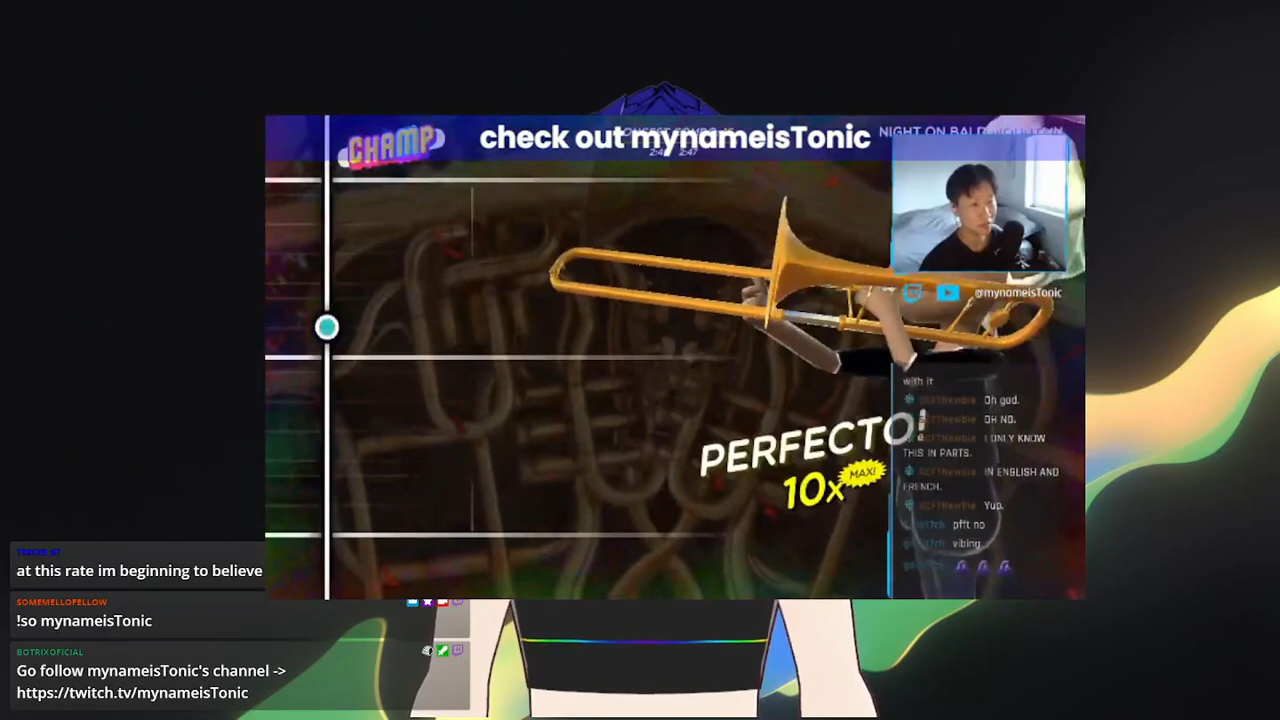 CHAMP
check out mynameisTonic
NIGHT ON BALD
2:47
@mynameisTonic
PERFECTO!
10x MAX!
with it
Oh god.
OH NO.
I ONLY KNOW
THIS IN PARTS.
IN ENGLISH AND
FRENCH.
Yup.
pfft no
vibing
at this rate im beginning to believe
SOMEMELLOFELLOW
!so mynameisTonic
BOTRIXOFICIAL
Go follow mynameisTonic's channel ->
https://twitch.tv/mynameisTonic